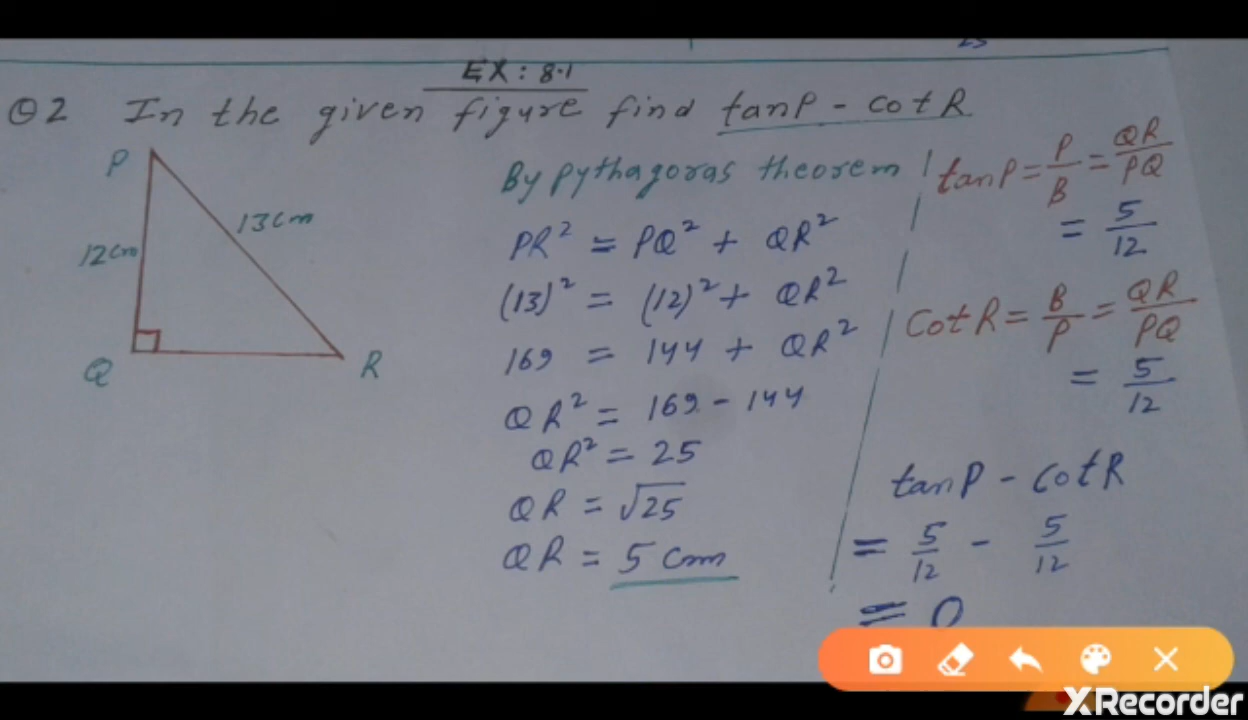 EX : 8.1
Q2 In the given figure find tanP - cotR
P
12cm
13cm
Q
R
By pythagoras theorem
PR² = PQ² + QR²
(13)² = (12)² + QR²
169 = 144 + QR²
QR² = 169 - 144
QR² = 25
QR = √25
QR = 5 cm
tanP = P/B = QR/PQ
= 5/12
CotR = B/P = QR/PQ
= 5/12
tanP - CotR
= 5/12 - 5/12
= 0
XRecorder